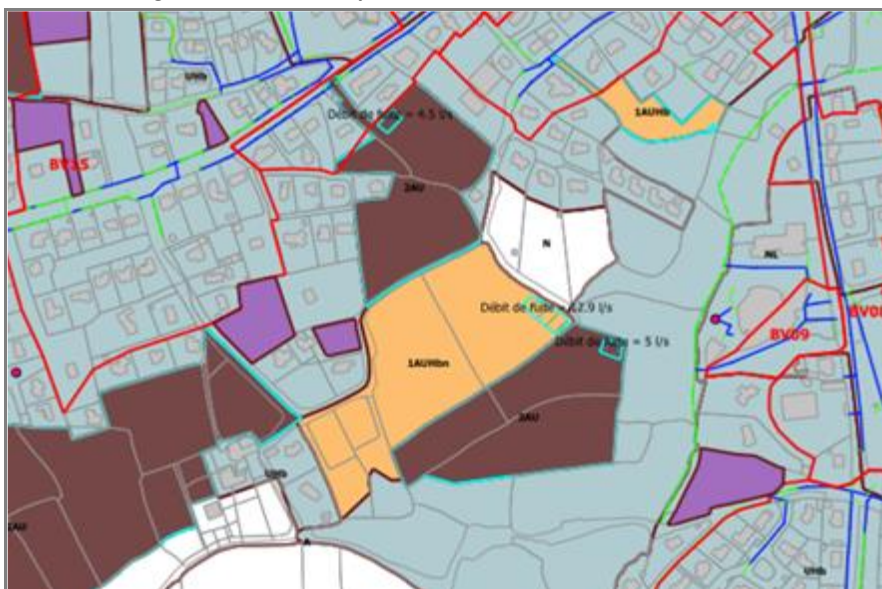 UHb
1AUHb
Débit de fuite = 4.5 l/s
BV15
2AU
N
NL
Débit de fuite = 12.9 l/s
BV09
Débit de fuite = 5 l/s
1AUHbn
2AU
UHb
A
UHb